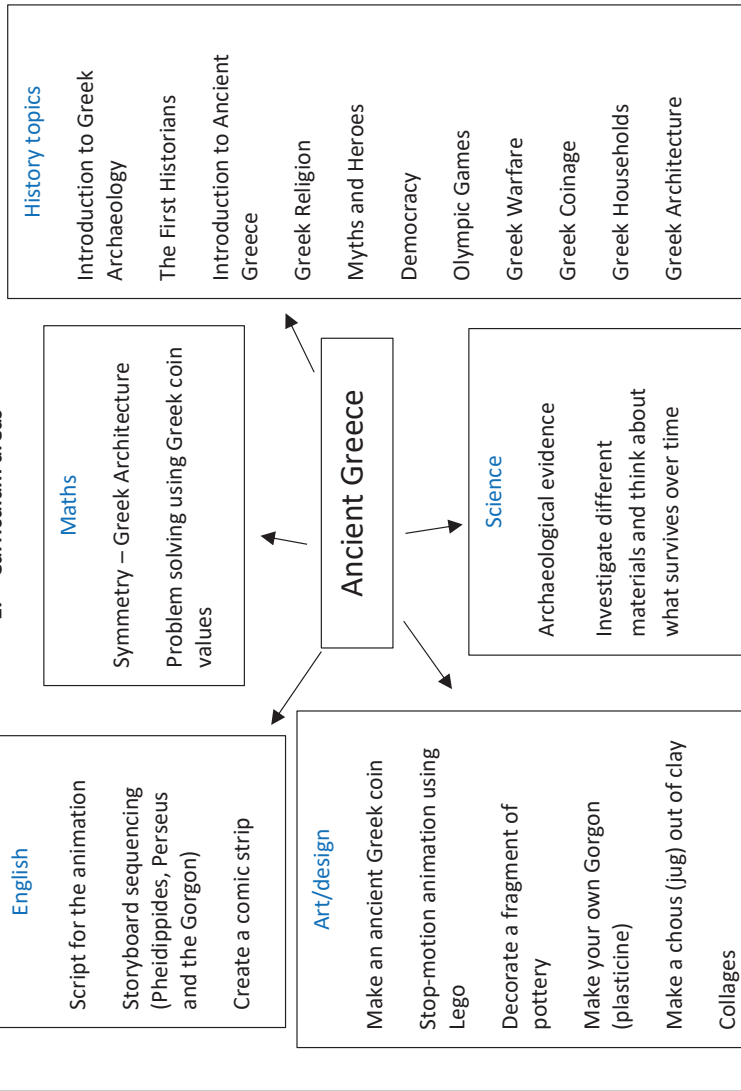 2. Curriculum areas
English
Script for the animation
Storyboard sequencing
(Pheidippides, Perseus
and the Gorgon)
Create a comic strip
Maths
Symmetry – Greek Architecture
Problem solving using Greek coin
values
History topics
Introduction to Greek
Archaeology
The First Historians
Introduction to Ancient
Greece
Greek Religion
Myths and Heroes
Democracy
Olympic Games
Greek Warfare
Greek Coinage
Greek Households
Greek Architecture
Ancient Greece
Art/design
Make an ancient Greek coin
Stop-motion animation using
Lego
Decorate a fragment of
pottery
Make your own Gorgon
(plasticine)
Make a chous (jug) out of clay
Collages
Science
Archaeological evidence
Investigate different
materials and think about
what survives over time